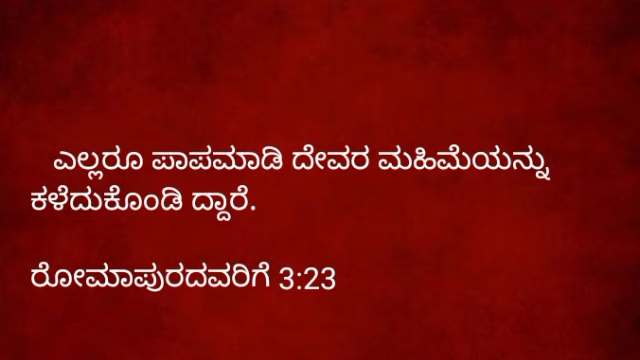 ಎಲ್ಲರೂ ಪಾಪಮಾಡಿ ದೇವರ ಮಹಿಮೆಯನ್ನು
ಕಳೆದುಕೊಂಡಿ ದ್ದಾರೆ.
ರೋಮಾಪುರದವರಿಗೆ 3:23